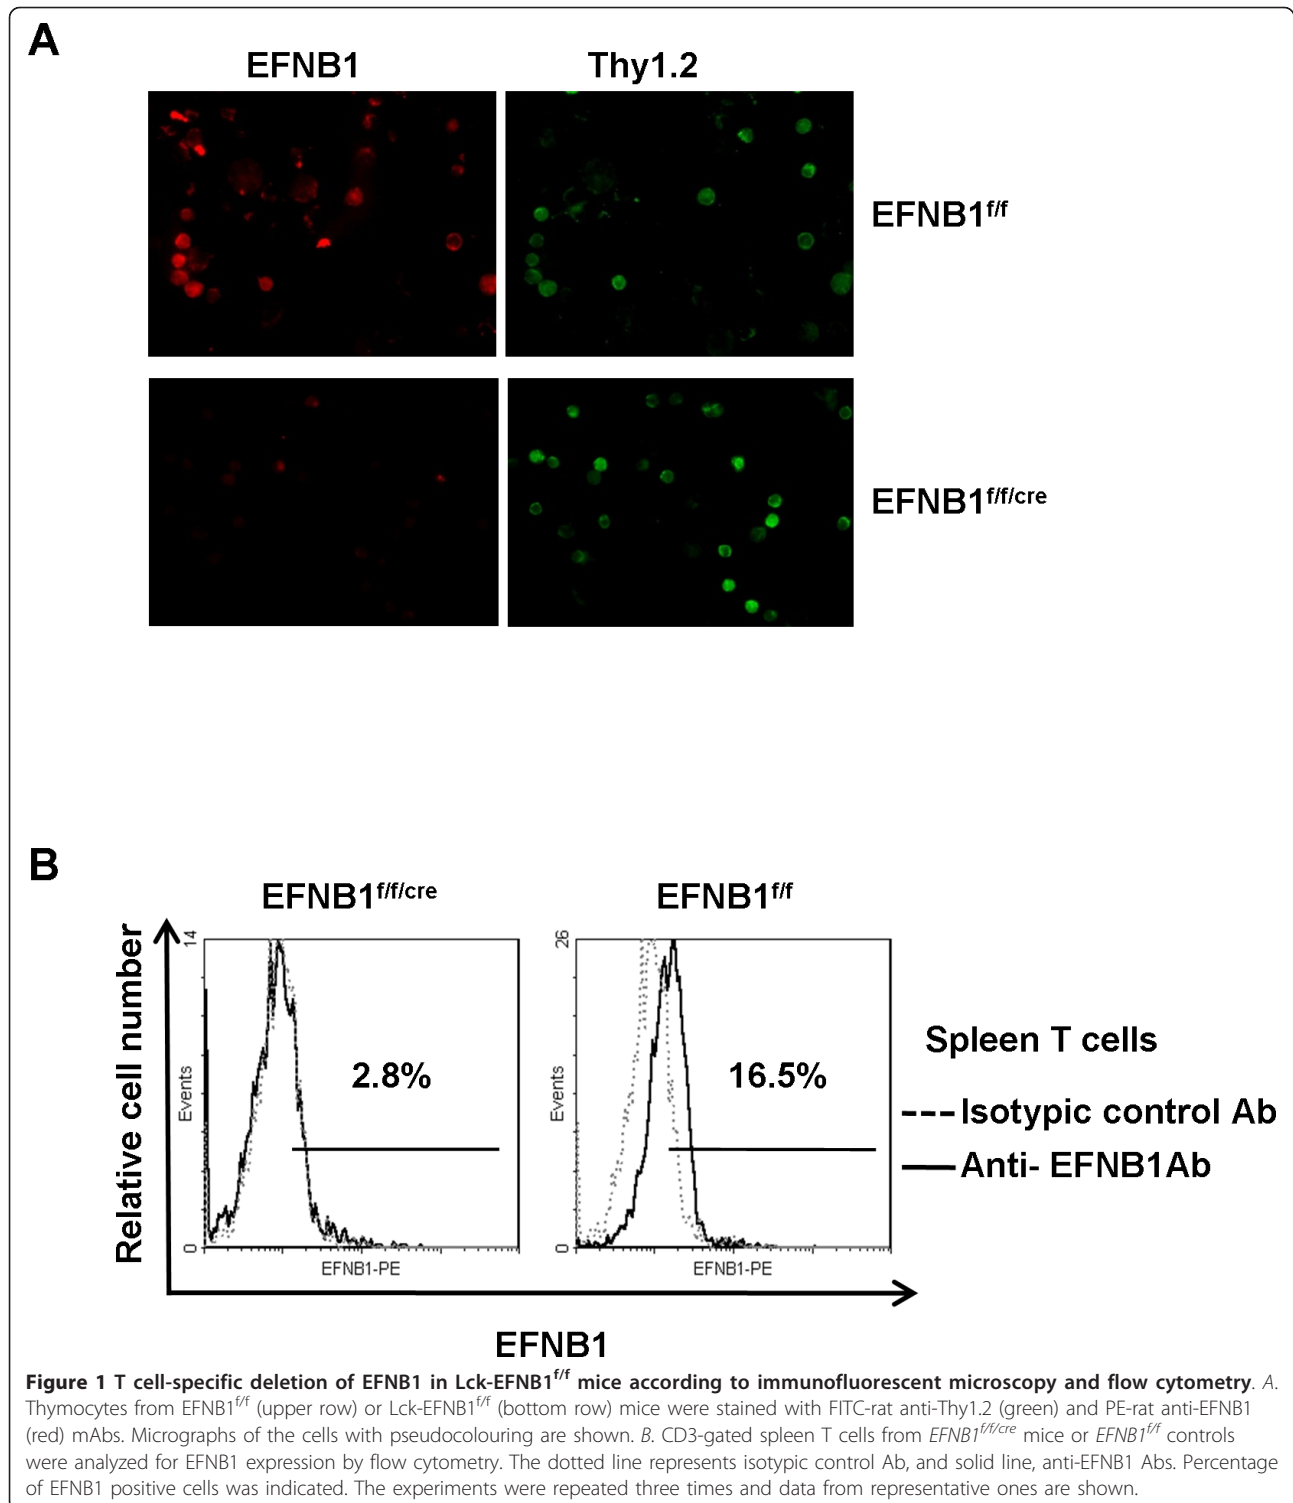 A
EFNB1 Thy1.2
EFNB1f/f
EFNB1f/f/cre
B
EFNB1f/f/cre EFNB1f/f
Relative cell number
14
Events
0
2.8%
EFNB1-PE
26
Events
0
16.5%
EFNB1-PE
Spleen T cells
Isotypic control Ab
Anti- EFNB1Ab
EFNB1
Figure 1 T cell-specific deletion of EFNB1 in Lck-EFNB1f/f mice according to immunofluorescent microscopy and flow cytometry. A.
Thymocytes from EFNB1f/f (upper row) or Lck-EFNB1f/f (bottom row) mice were stained with FITC-rat anti-Thy1.2 (green) and PE-rat anti-EFNB1
(red) mAbs. Micrographs of the cells with pseudocolouring are shown. B. CD3-gated spleen T cells from EFNB1f/f/cre mice or EFNB1f/f controls
were analyzed for EFNB1 expression by flow cytometry. The dotted line represents isotypic control Ab, and solid line, anti-EFNB1 Abs. Percentage
of EFNB1 positive cells was indicated. The experiments were repeated three times and data from representative ones are shown.